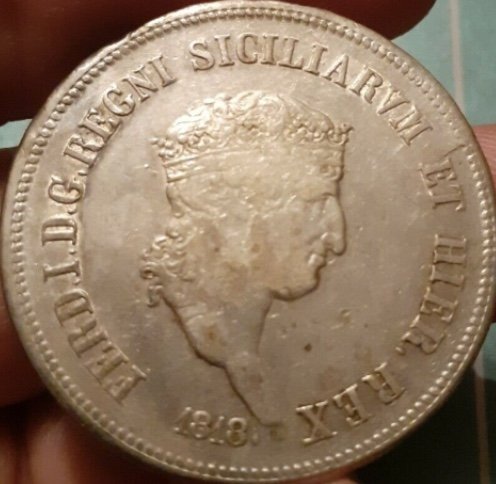 FERD.I.D.G.REGNI SICILIARVM ET HIER. REX
1818.